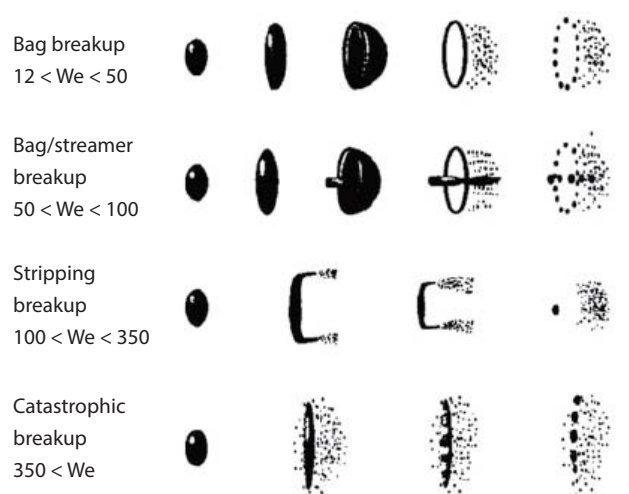 Bag breakup
12 < We < 50
Bag/streamer
breakup
50 < We < 100
Stripping
breakup
100 < We < 350
Catastrophic
breakup
350 < We